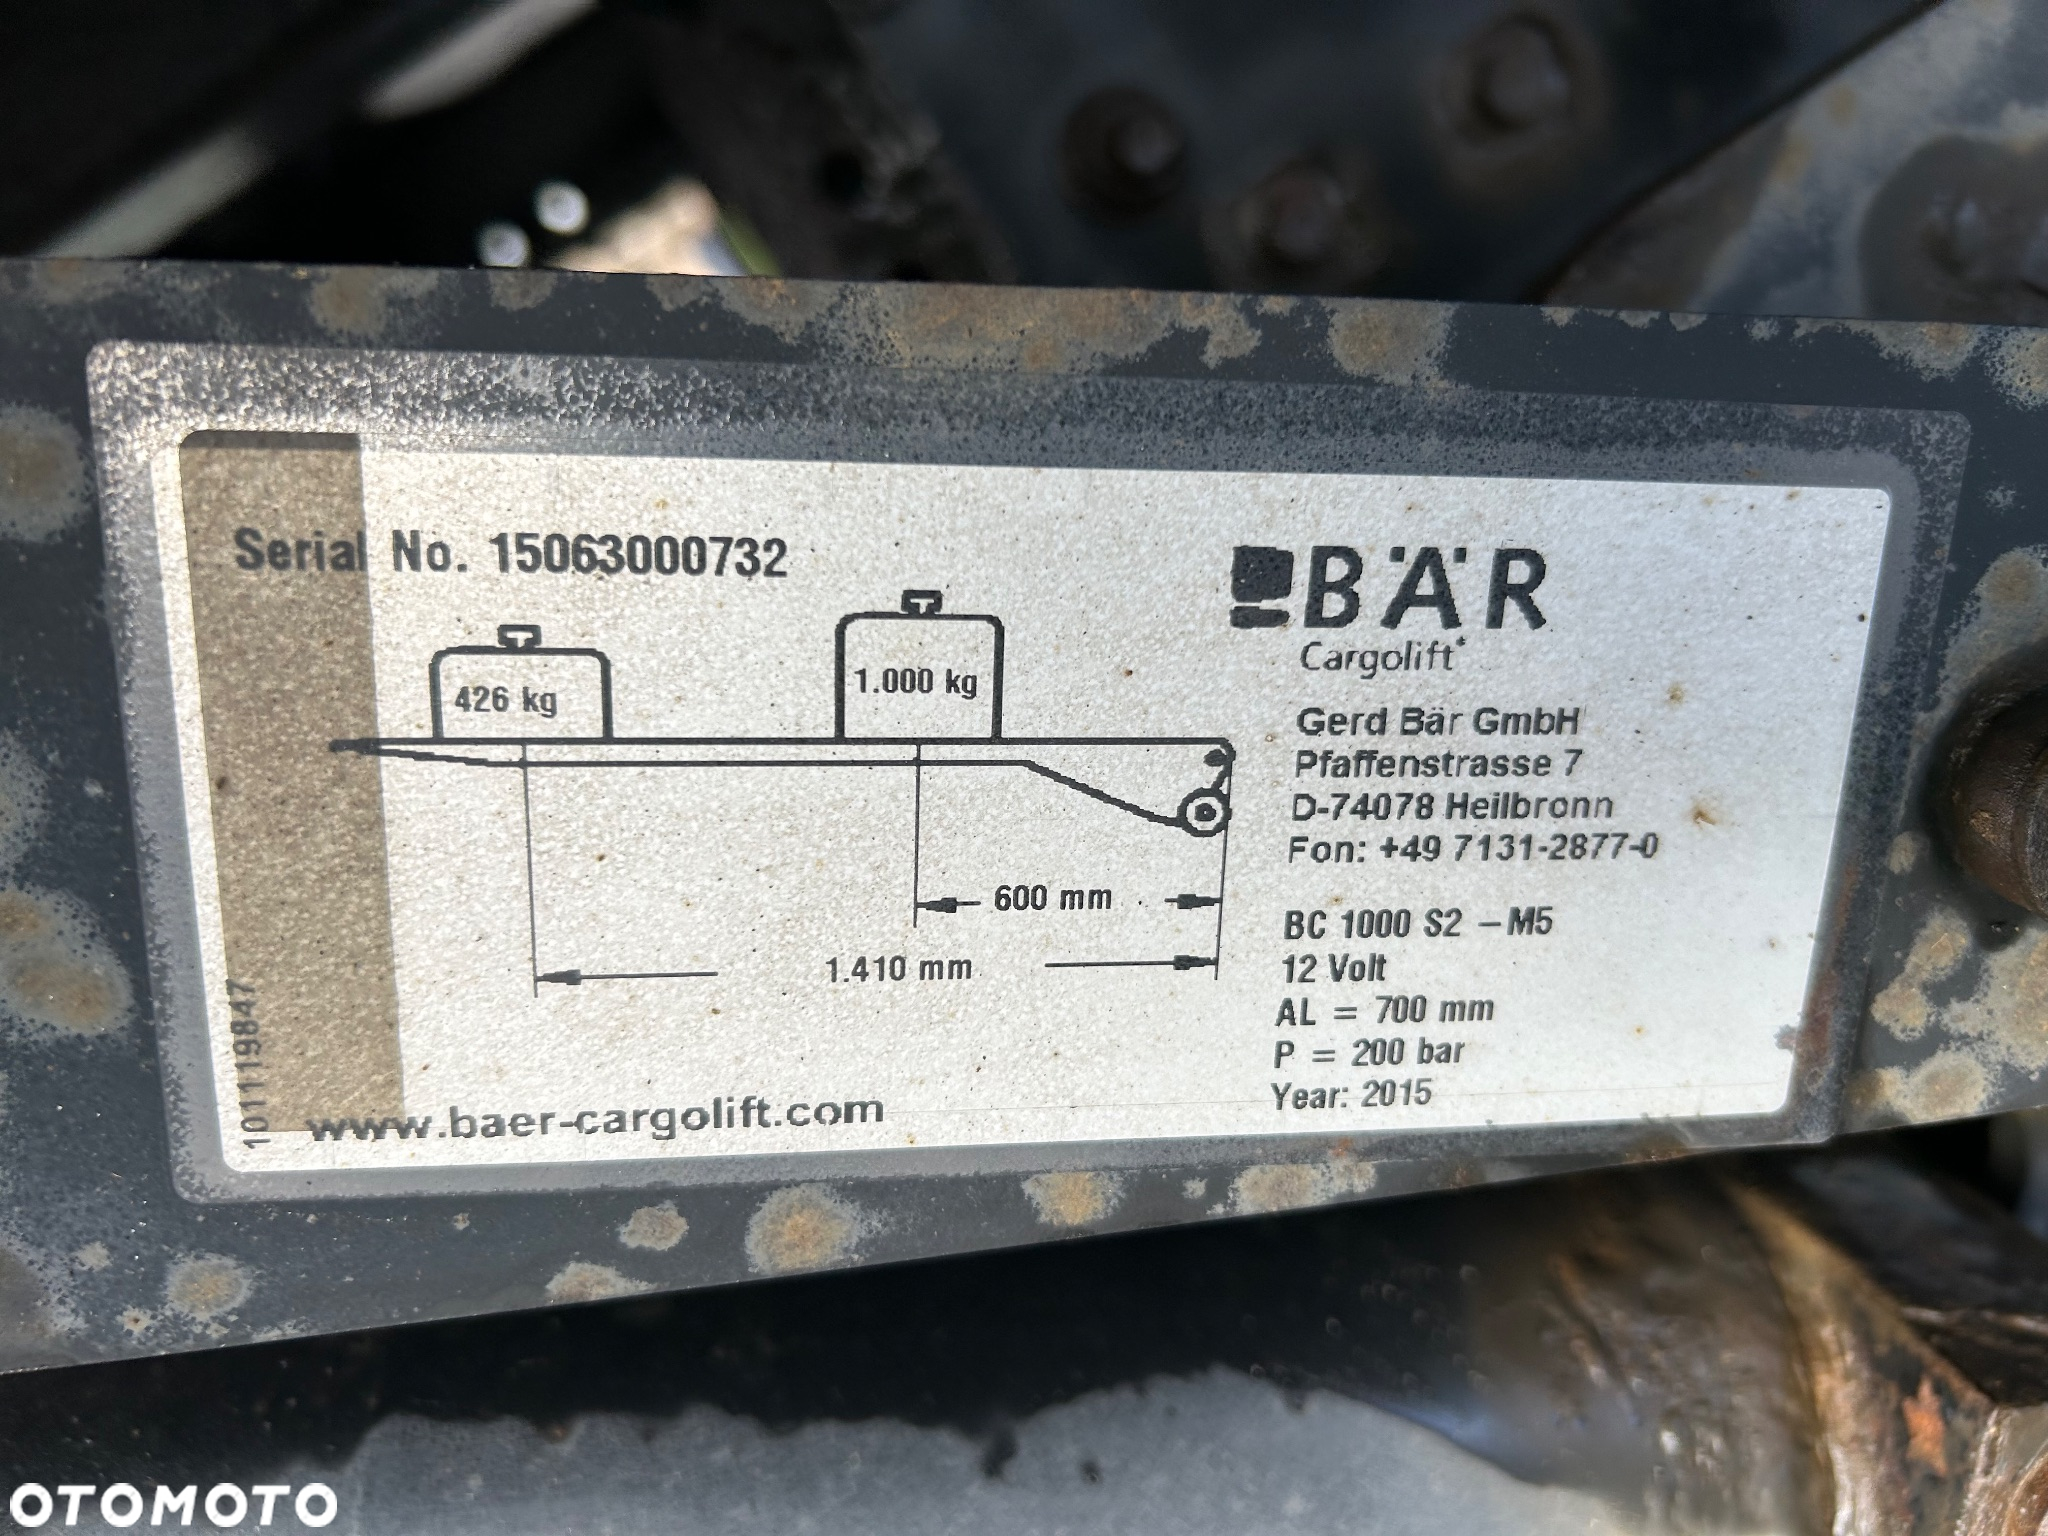 Serial No. 15063000732
BÄR
Cargolift
426 kg
1.000 kg
Gerd Bär GmbH
Pfaffenstrasse 7
D-74078 Heilbronn
Fon: +49 7131-2877-0
600 mm
1.410 mm
BC 1000 S2 -M5
12 Volt
AL = 700 mm
P = 200 bar
Year: 2015
www.baer-cargolift.com
101119847
OTOMOTO